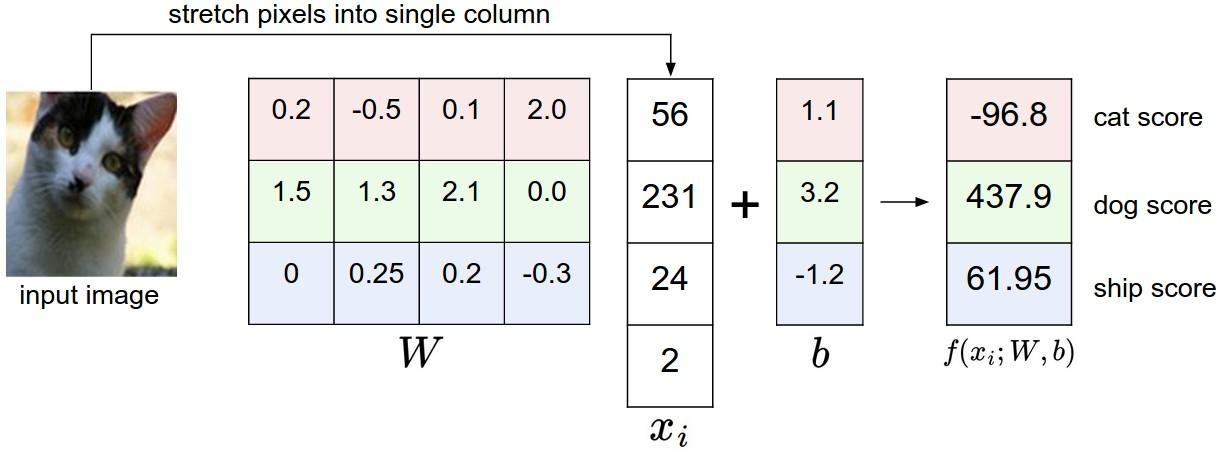 stretch pixels into single column
0.2 -0.5 0.1 2.0 56 1.1 -96.8 cat score
1.5 1.3 2.1 0.0 231 + 3.2 437.9 dog score
0 0.25 0.2 -0.3 24 -1.2 61.95 ship score
input image
W b f(x_i; W, b)
2
x_i